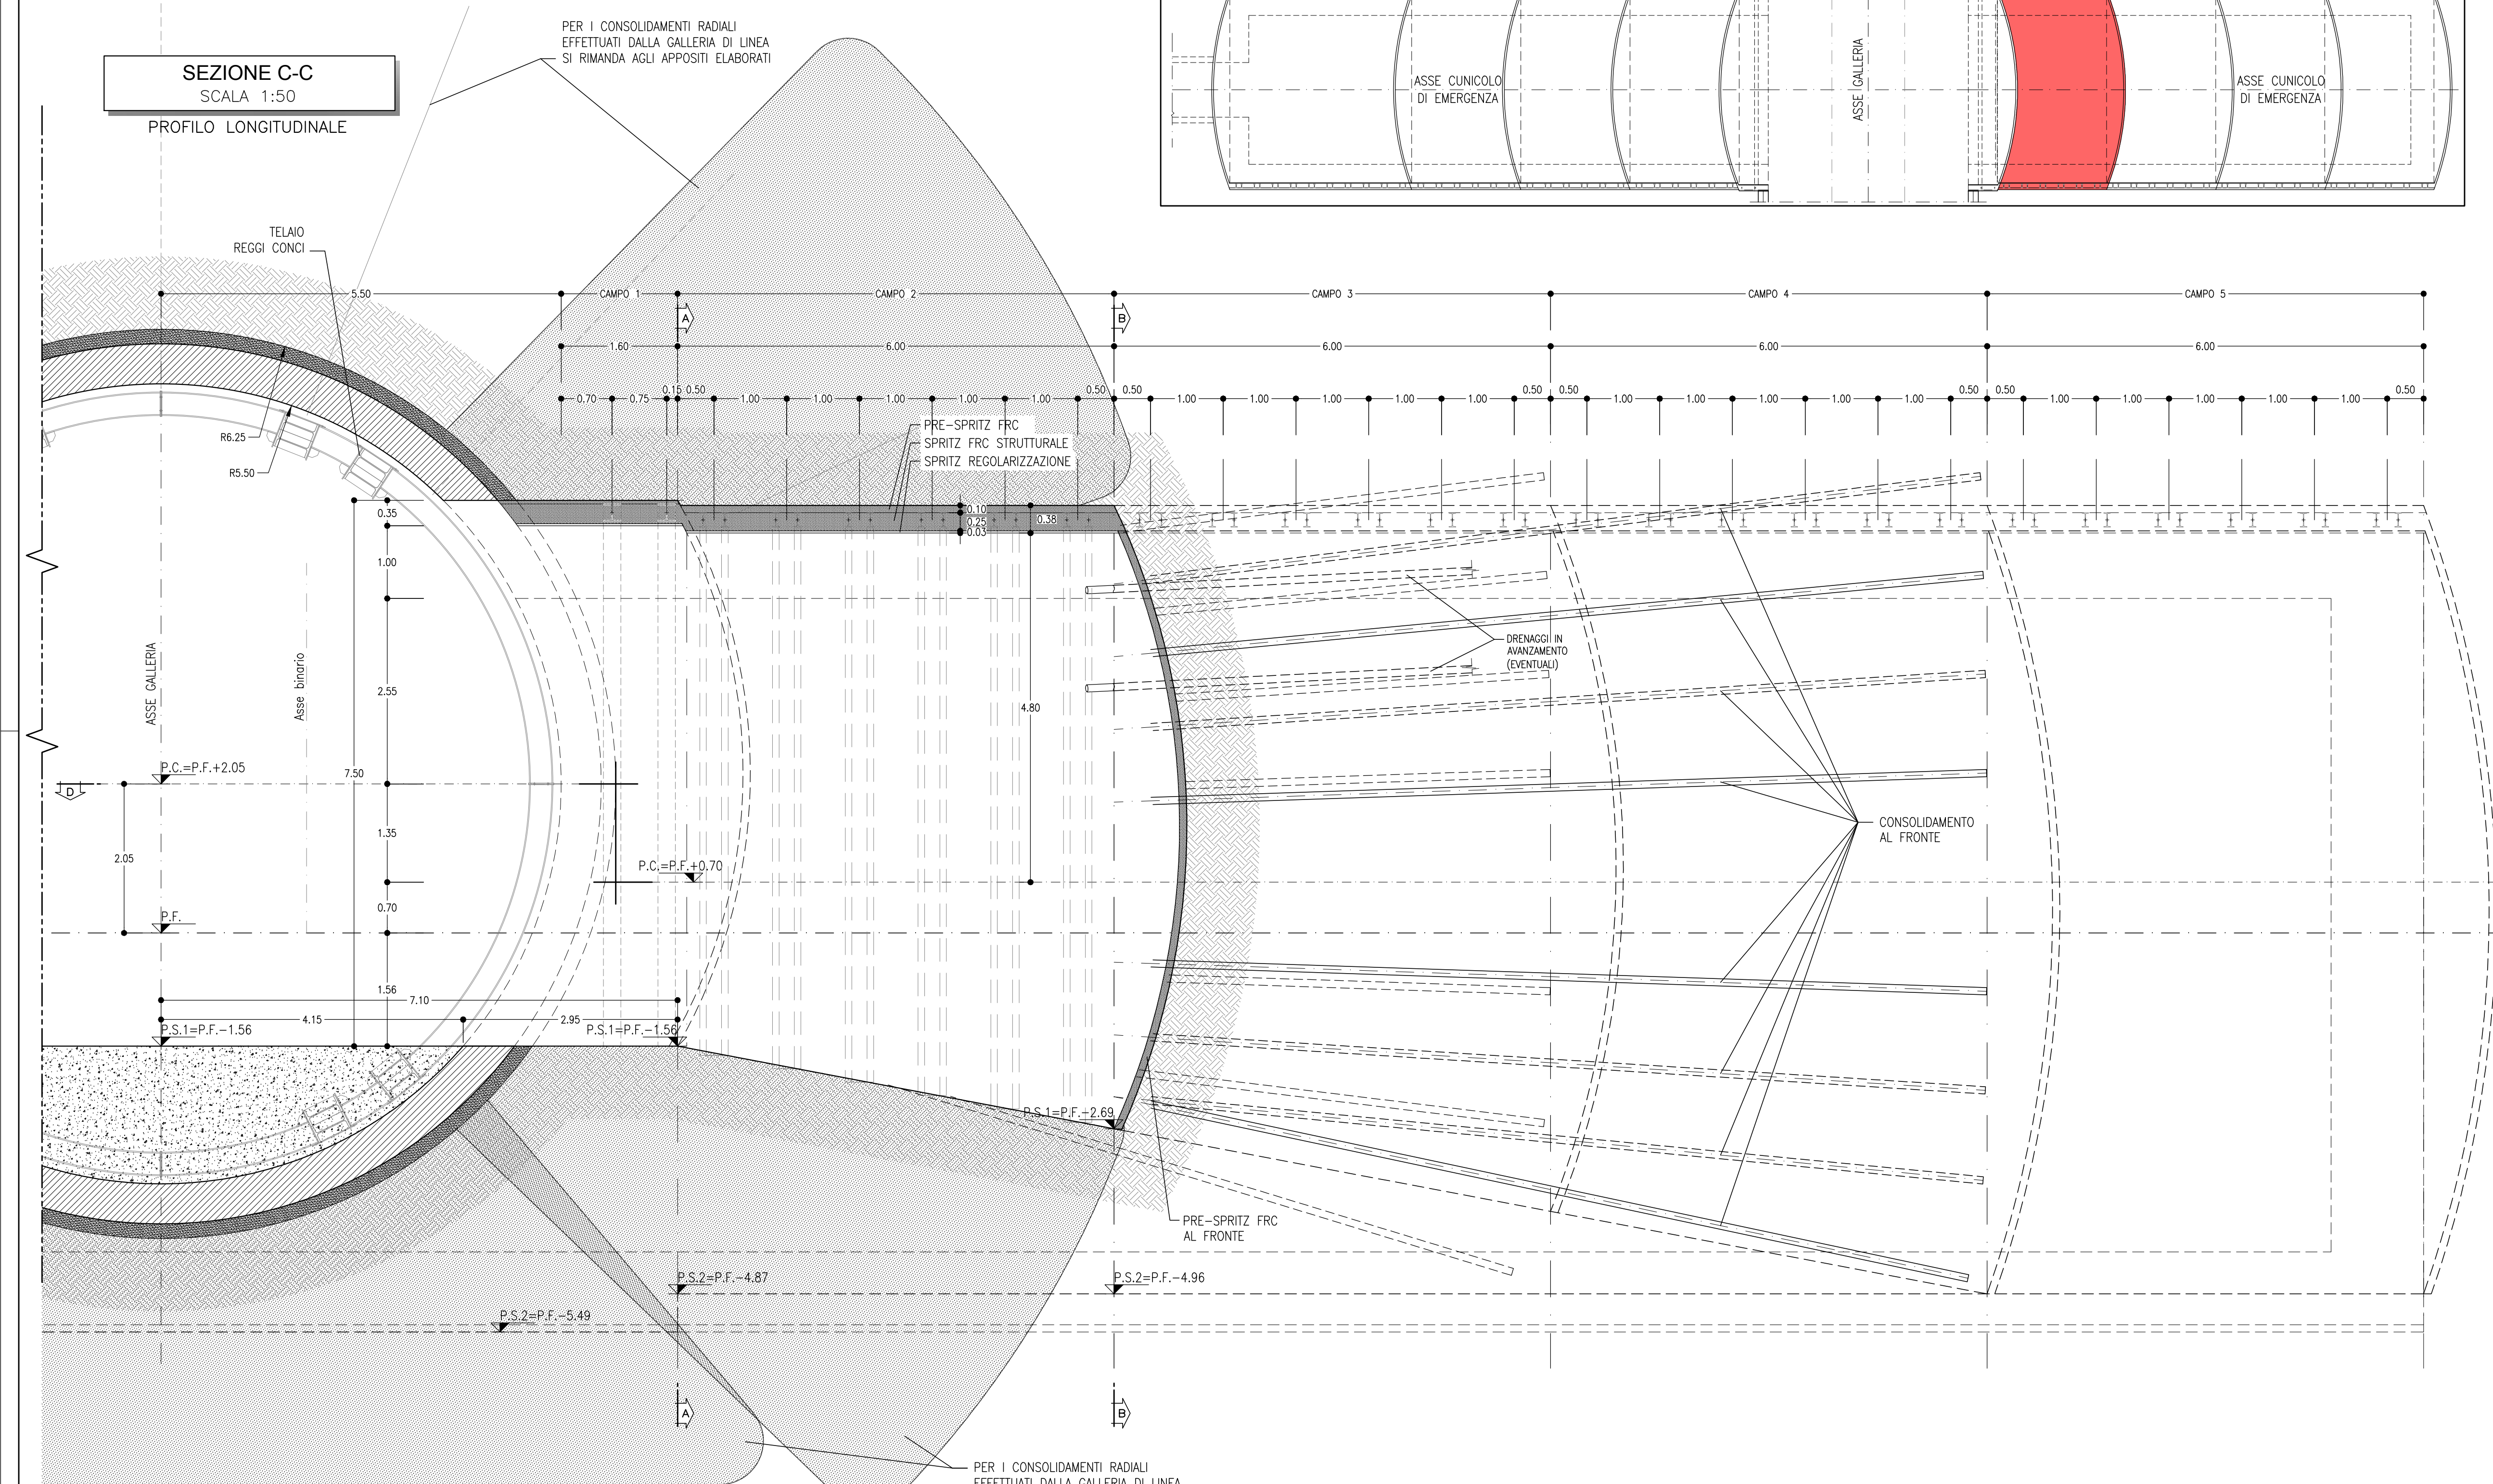 SEZIONE C-C
SCALA 1:50
PROFILO LONGITUDINALE
PER I CONSOLIDAMENTI RADIALI
EFFETTUATI DALLA GALLERIA DI LINEA
SI RIMANDA AGLI APPOSITI ELABORATI
ASSE CUNICOLO
DI EMERGENZA
ASSE GALLERIA
ASSE CUNICOLO
DI EMERGENZA
TELAIO
REGGI CONCI
5.50
CAMPO 1
CAMPO 2
CAMPO 3
CAMPO 4
CAMPO 5
A
B
1.60
6.00
6.00
6.00
6.00
0.70
0.75
0.15
0.50
1.00
1.00
1.00
1.00
1.00
0.50
0.50
1.00
1.00
1.00
1.00
1.00
0.50
0.50
1.00
1.00
1.00
1.00
1.00
0.50
0.50
1.00
1.00
1.00
1.00
1.00
0.50
PRE-SPRITZ FRC
SPRITZ FRC STRUTTURALE
SPRITZ REGOLARIZZAZIONE
R6.25
R5.50
0.10
0.25
0.03
0.38
0.35
1.00
2.55
7.50
1.35
0.70
1.56
2.05
4.80
ASSE GALLERIA
Asse binario
DRENAGGI IN
AVANZAMENTO
(EVENTUALI)
P.C.=P.F.+2.05
D
P.C.=P.F.+0.70
CONSOLIDAMENTO
AL FRONTE
P.F.
7.10
4.15
2.95
P.S.1=P.F.-1.56
P.S.1=P.F.-1.56
P.S.1=P.F.-2.69
PRE-SPRITZ FRC
AL FRONTE
P.S.2=P.F.-4.87
P.S.2=P.F.-4.96
P.S.2=P.F.-5.49
A
B
PER I CONSOLIDAMENTI RADIALI
EFFETTUATI DALLA GALLERIA DI LINEA